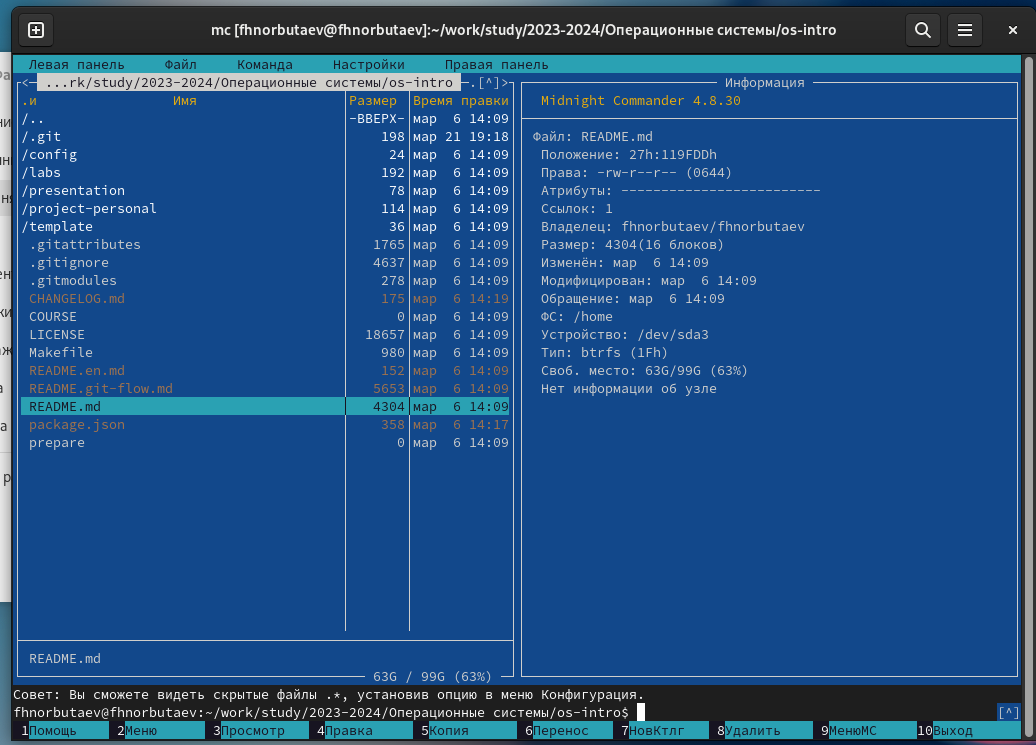 mc [fhnorbutaev@fhnorbutaev]:~/work/study/2023-2024/Операционные системы/os-intro
Левая панель Файл Команда Настройки Правая панель
<─ ...rk/study/2023-2024/Операционные системы/os-intro ─.[^]>
.и Имя Размер Время правки
/.. -ВВЕРХ- мар 6 14:09
/.git 198 мар 21 19:18
/config 24 мар 6 14:09
/labs 192 мар 6 14:09
/presentation 78 мар 6 14:09
/project-personal 114 мар 6 14:09
/template 36 мар 6 14:09
.gitattributes 1765 мар 6 14:09
.gitignore 4637 мар 6 14:09
.gitmodules 278 мар 6 14:09
CHANGELOG.md 175 мар 6 14:19
COURSE 0 мар 6 14:09
LICENSE 18657 мар 6 14:09
Makefile 980 мар 6 14:09
README.en.md 152 мар 6 14:09
README.git-flow.md 5653 мар 6 14:09
README.md 4304 мар 6 14:09
package.json 358 мар 6 14:17
prepare 0 мар 6 14:09
README.md
63G / 99G (63%)
Информация
Midnight Commander 4.8.30
Файл: README.md
Положение: 27h:119FDDh
Права: -rw-r--r-- (0644)
Атрибуты: -------------------------
Ссылок: 1
Владелец: fhnorbutaev/fhnorbutaev
Размер: 4304(16 блоков)
Изменён: мар 6 14:09
Модифицирован: мар 6 14:09
Обращение: мар 6 14:09
ФС: /home
Устройство: /dev/sda3
Тип: btrfs (1Fh)
Своб. место: 63G/99G (63%)
Нет информации об узле
Совет: Вы сможете видеть скрытые файлы .*, установив опцию в меню Конфигурация.
fhnorbutaev@fhnorbutaev:~/work/study/2023-2024/Операционные системы/os-intro$ [^]
1Помощь 2Меню 3Просмотр 4Правка 5Копия 6Перенос 7НовКтлг 8Удалить 9МенюМС 10Выход